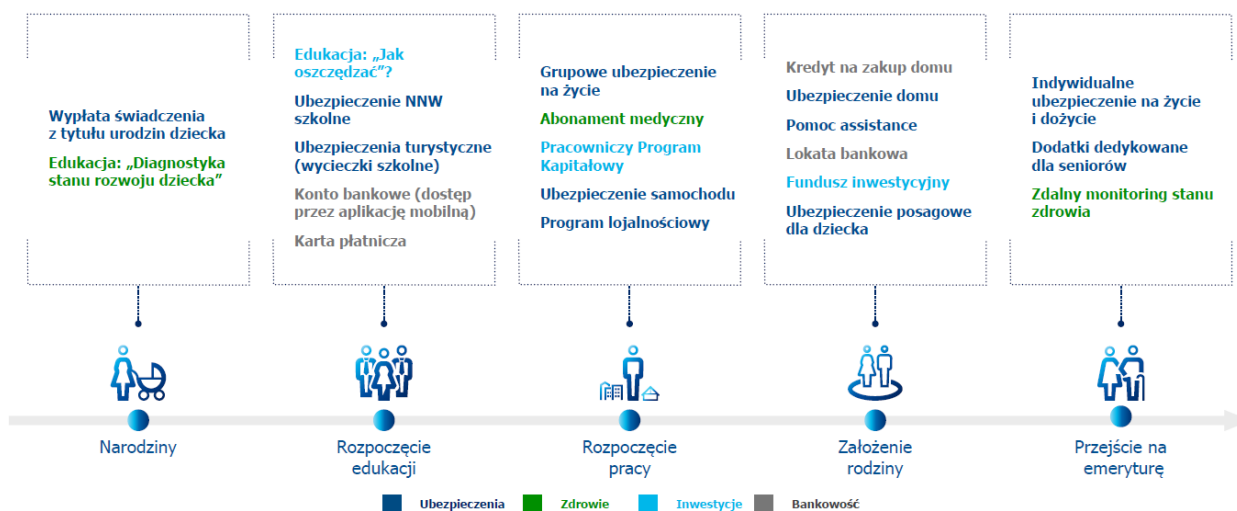 Wypłata świadczenia
z tytułu urodzin dziecka
Edukacja: „Diagnostyka
stanu rozwoju dziecka”
Edukacja: „Jak
oszczędzać”?
Ubezpieczenie NNW
szkolne
Ubezpieczenia turystyczne
(wycieczki szkolne)
Konto bankowe (dostęp
przez aplikację mobilną)
Karta płatnicza
Grupowe ubezpieczenie
na życie
Abonament medyczny
Pracowniczy Program
Kapitałowy
Ubezpieczenie samochodu
Program lojalnościowy
Kredyt na zakup domu
Ubezpieczenie domu
Pomoc assistance
Lokata bankowa
Fundusz inwestycyjny
Ubezpieczenie posagowe
dla dziecka
Indywidualne
ubezpieczenie na życie
i dożycie
Dodatki dedykowane
dla seniorów
Zdalny monitoring stanu
zdrowia
Narodziny
Rozpoczęcie
edukacji
Rozpoczęcie
pracy
Założenie
rodziny
Przejście na
emeryturę
Ubezpieczenia
Zdrowie
Inwestycje
Bankowość